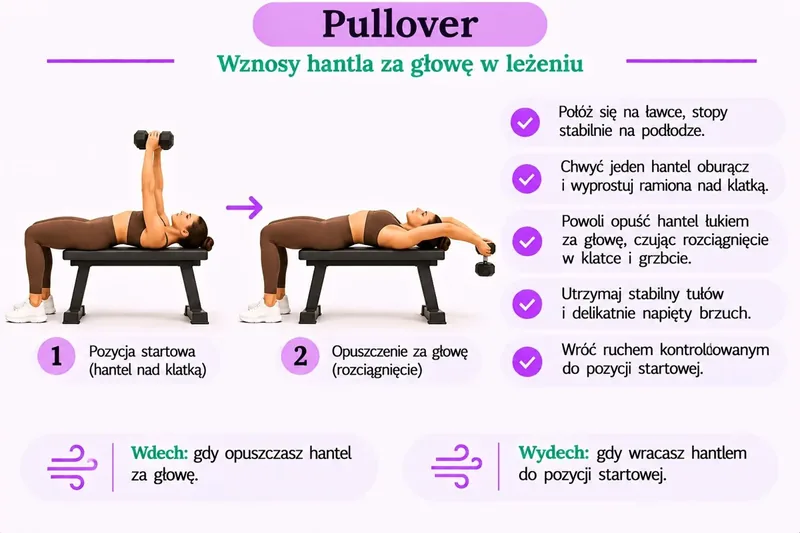 Pullover
Wznosy hantla za głowę w leżeniu
Połóż się na ławce, stopy
stabilnie na podłodze.
Chwyć jeden hantel oburącz
i wyprostuj ramiona nad klatką.
Powoli opuść hantel łukiem
za głowę, czując rozciągnięcie
w klatce i grzbcie.
Utrzymaj stabilny tułów
i delikatnie napięty brzuch.
Wróć ruchem kontrolowanym
do pozycji startowej.
1
Pozycja startowa
(hantel nad klatką)
2
Opuszczenie za głowę
(rozciągnięcie)
Wdech: gdy opuszczasz hantel
za głowę.
Wydech: gdy wracasz hantlem
do pozycji startowej.